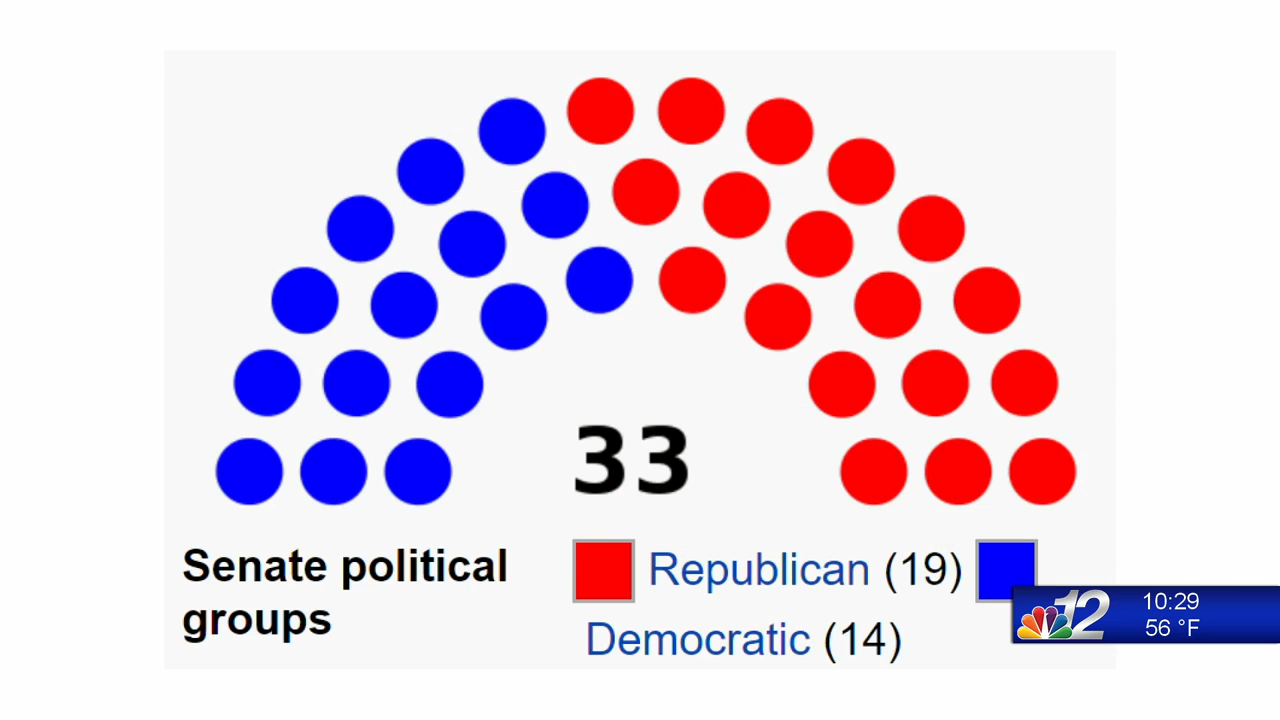 33
Senate political
groups
Republican (19)
Democratic (14)
12
10:29
56 °F